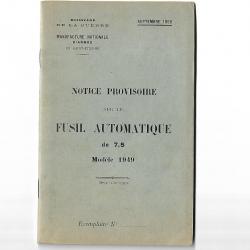 MINISTÈRE
DE LA GUERRE
SEPTEMBRE
MANUFACTURE NATIONALE
D'ARMES
NOTICE PROVISOIRE
SUR LE
FUSIL AUTOMATIQUE
de 7,5
Modèle 1949
Exemplaire N°